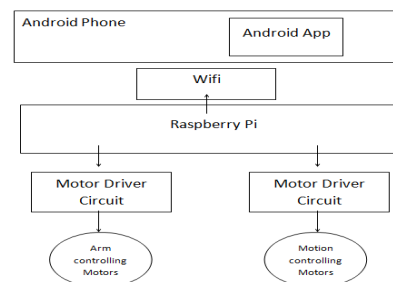 Android Phone
Android App
Wifi
Raspberry Pi
Motor Driver
Circuit
Motor Driver
Circuit
Arm
controlling
Motors
Motion
controlling
Motors